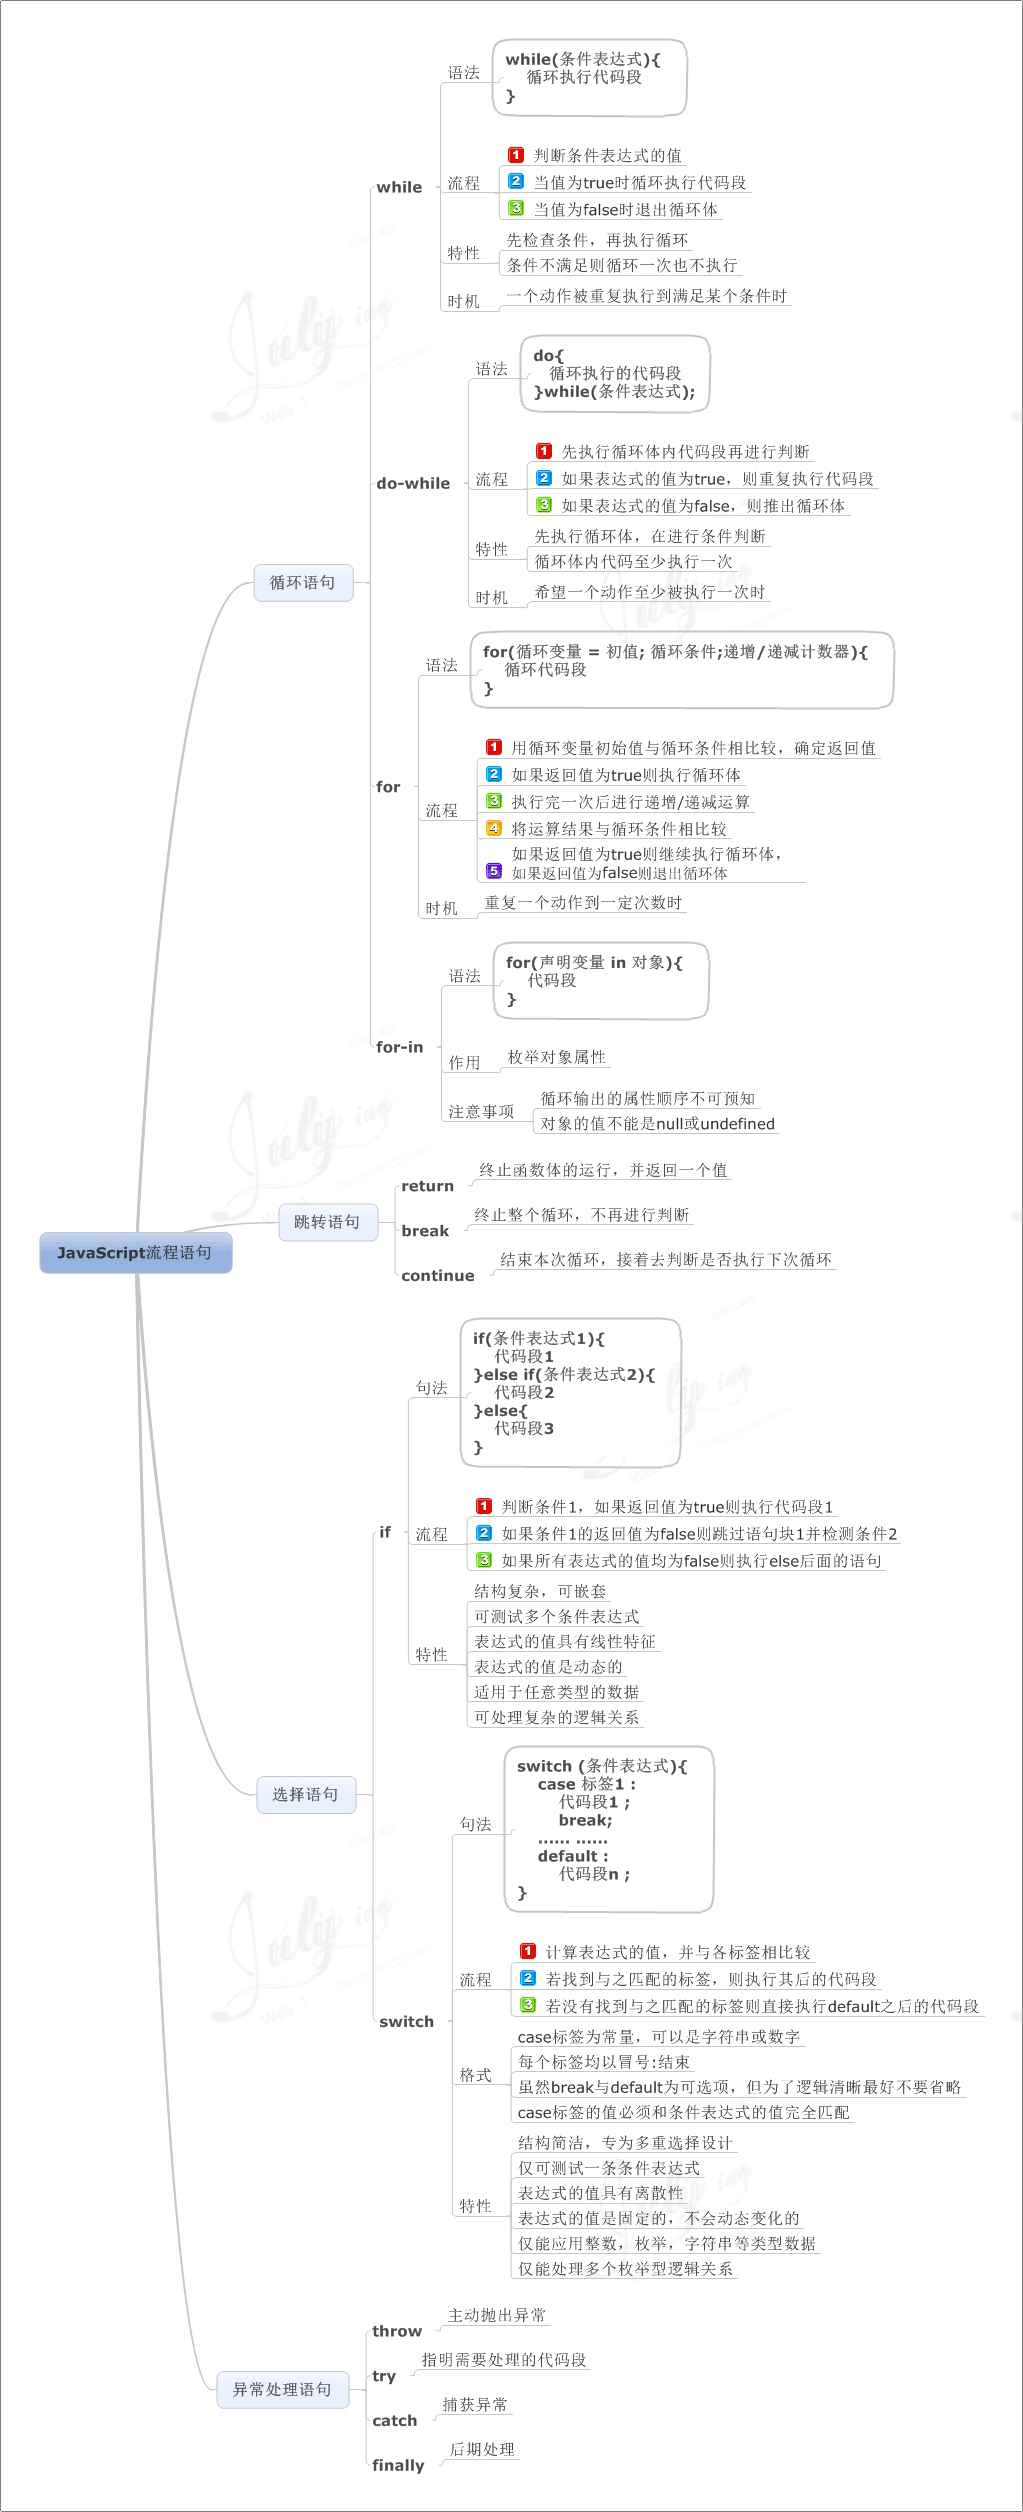 while(条件表达式){
循环执行代码段
}
语法
1 判断条件表达式的值
2 当值为true时循环执行代码段
3 当值为false时退出循环体
流程
while
先检查条件，再执行循环
条件不满足则循环一次也不执行
特性
一个动作被重复执行到满足某个条件时
时机
do{
循环执行的代码段
}while(条件表达式);
语法
1 先执行循环体内代码段再进行判断
2 如果表达式的值为true，则重复执行代码段
3 如果表达式的值为false，则推出循环体
流程
do-while
先执行循环体，在进行条件判断
循环体内代码至少执行一次
特性
希望一个动作至少被执行一次时
时机
循环语句
for(循环变量 = 初值; 循环条件;递增/递减计数器){
循环代码段
}
语法
1 用循环变量初始值与循环条件相比较，确定返回值
2 如果返回值为true则执行循环体
3 执行完一次后进行递增/递减运算
4 将运算结果与循环条件相比较
5 如果返回值为true则继续执行循环体，
如果返回值为false则退出循环体
for
流程
重复一个动作到一定次数时
时机
for(声明变量 in 对象){
代码段
}
语法
for-in
枚举对象属性
作用
循环输出的属性顺序不可预知
对象的值不能是null或undefined
注意事项
终止函数体的运行，并返回一个值
return
跳转语句
终止整个循环，不再进行判断
break
结束本次循环，接着去判断是否执行下次循环
continue
JavaScript流程语句
if(条件表达式1){
代码段1
}else if(条件表达式2){
代码段2
}else{
代码段3
}
句法
1 判断条件1，如果返回值为true则执行代码段1
2 如果条件1的返回值为false则跳过语句块1并检测条件2
3 如果所有表达式的值均为false则执行else后面的语句
if
流程
结构复杂，可嵌套
可测试多个条件表达式
表达式的值具有线性特征
表达式的值是动态的
适用于任意类型的数据
可处理复杂的逻辑关系
特性
选择语句
switch (条件表达式){
case 标签1 :
代码段1 ;
break;
...... ......
default :
代码段n ;
}
句法
1 计算表达式的值，并与各标签相比较
2 若找到与之匹配的标签，则执行其后的代码段
3 若没有找到与之匹配的标签则直接执行default之后的代码段
流程
switch
case标签为常量，可以是字符串或数字
每个标签均以冒号:结束
虽然break与default为可选项，但为了逻辑清晰最好不要省略
case标签的值必须和条件表达式的值完全匹配
格式
结构简洁，专为多重选择设计
仅可测试一条条件表达式
表达式的值具有离散性
表达式的值是固定的，不会动态变化的
仅能应用整数，枚举，字符串等类型数据
仅能处理多个枚举型逻辑关系
特性
主动抛出异常
throw
指明需要处理的代码段
try
异常处理语句
捕获异常
catch
后期处理
finally